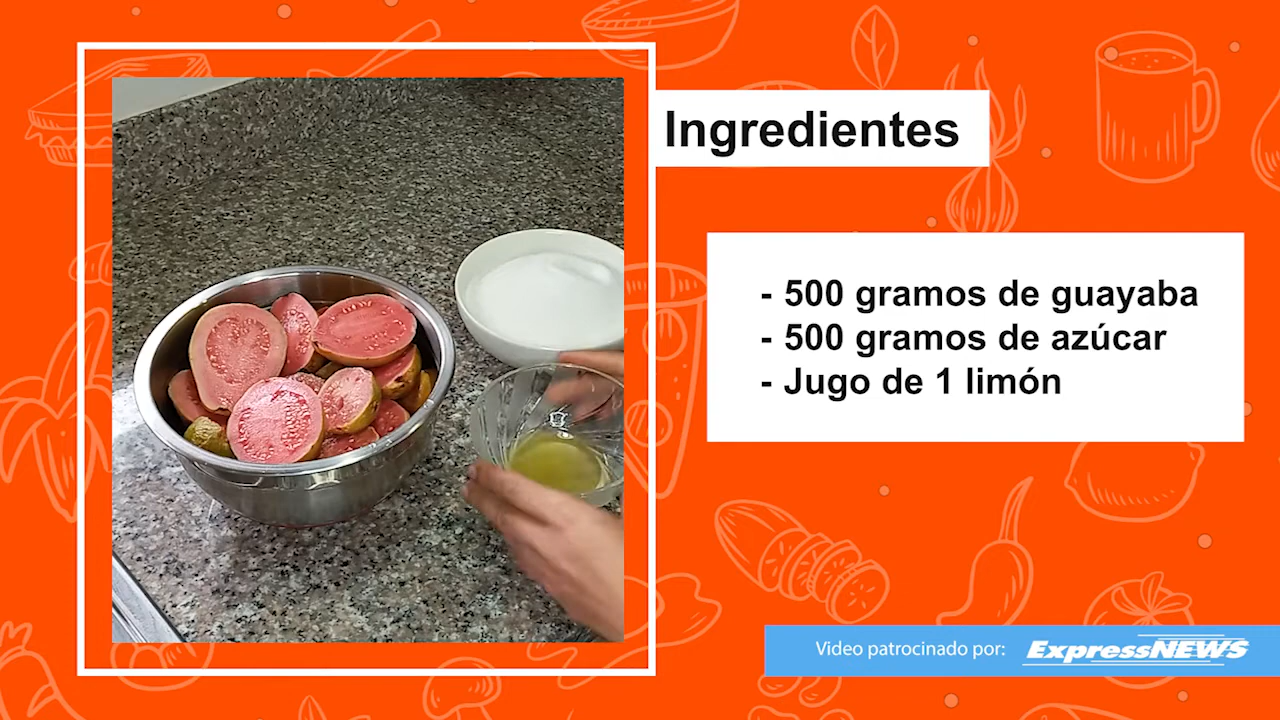 Ingredientes
- 500 gramos de guayaba
- 500 gramos de azúcar
- Jugo de 1 limón
Video patrocinado por: ExpressNEWS